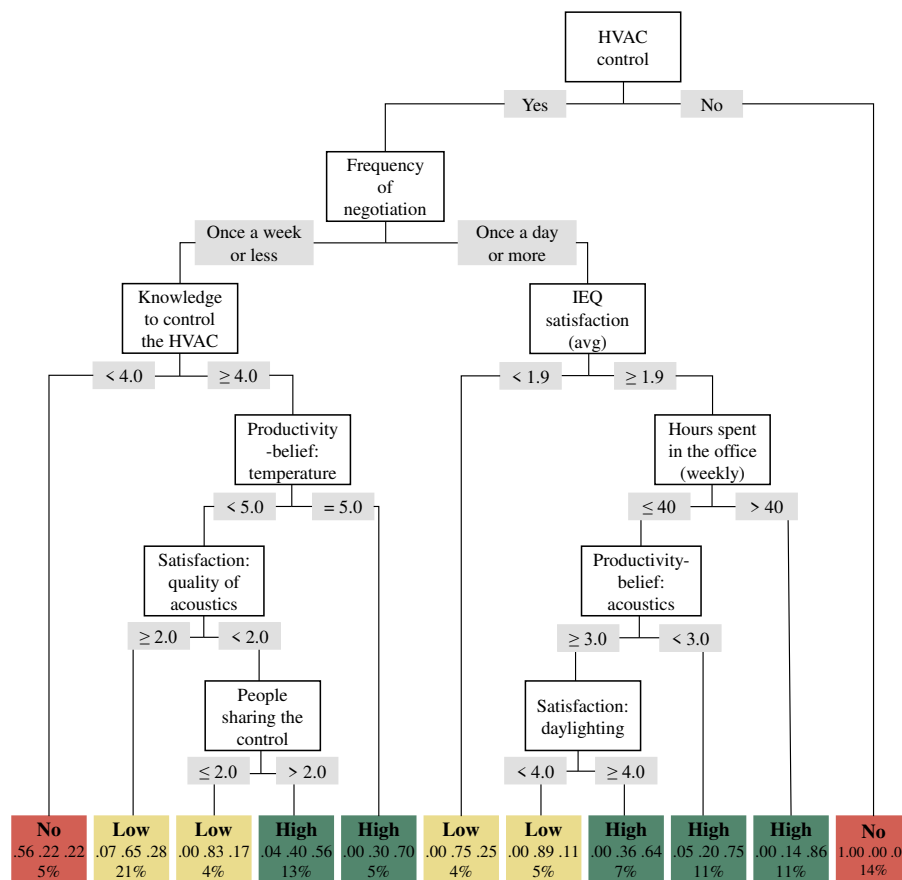 HVAC
control
Yes
No
Frequency
of
negotiation
Once a week
or less
Once a day
or more
Knowledge
to control
the HVAC
IEQ
satisfaction
(avg)
< 4.0
≥ 4.0
< 1.9
≥ 1.9
Productivity
-belief:
temperature
Hours spent
in the office
(weekly)
< 5.0
= 5.0
≤ 40
> 40
Satisfaction:
quality of
acoustics
Productivity-
belief:
acoustics
≥ 2.0
< 2.0
≥ 3.0
< 3.0
People
sharing the
control
Satisfaction:
daylighting
≤ 2.0
> 2.0
< 4.0
≥ 4.0
No
.56 .22 .22
5%
Low
.07 .65 .28
21%
Low
.00 .83 .17
4%
High
.04 .40 .56
13%
High
.00 .30 .70
5%
Low
.00 .75 .25
4%
Low
.00 .89 .11
5%
High
.00 .36 .64
7%
High
.05 .20 .75
11%
High
.00 .14 .86
11%
No
1.00 .00 .0
14%